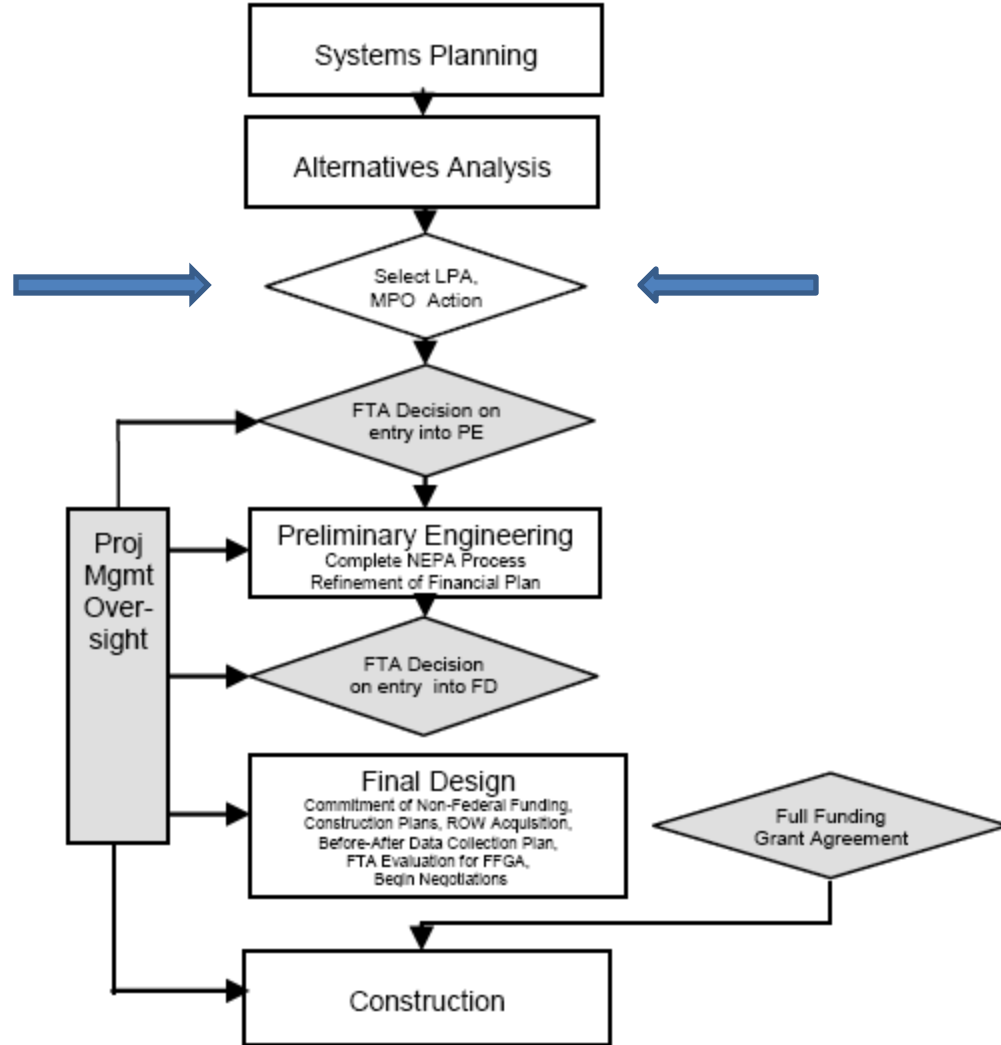 Systems Planning
Alternatives Analysis
Select LPA,
MPO Action
FTA Decision on
entry into PE
Proj
Mgmt
Over-
sight
Preliminary Engineering
Complete NEPA Process
Refinement of Financial Plan
FTA Decision
on entry into FD
Final Design
Commitment of Non-Federal Funding,
Construction Plans, ROW Acquisition,
Before-After Data Collection Plan,
FTA Evaluation for FFGA,
Begin Negotiations
Full Funding
Grant Agreement
Construction